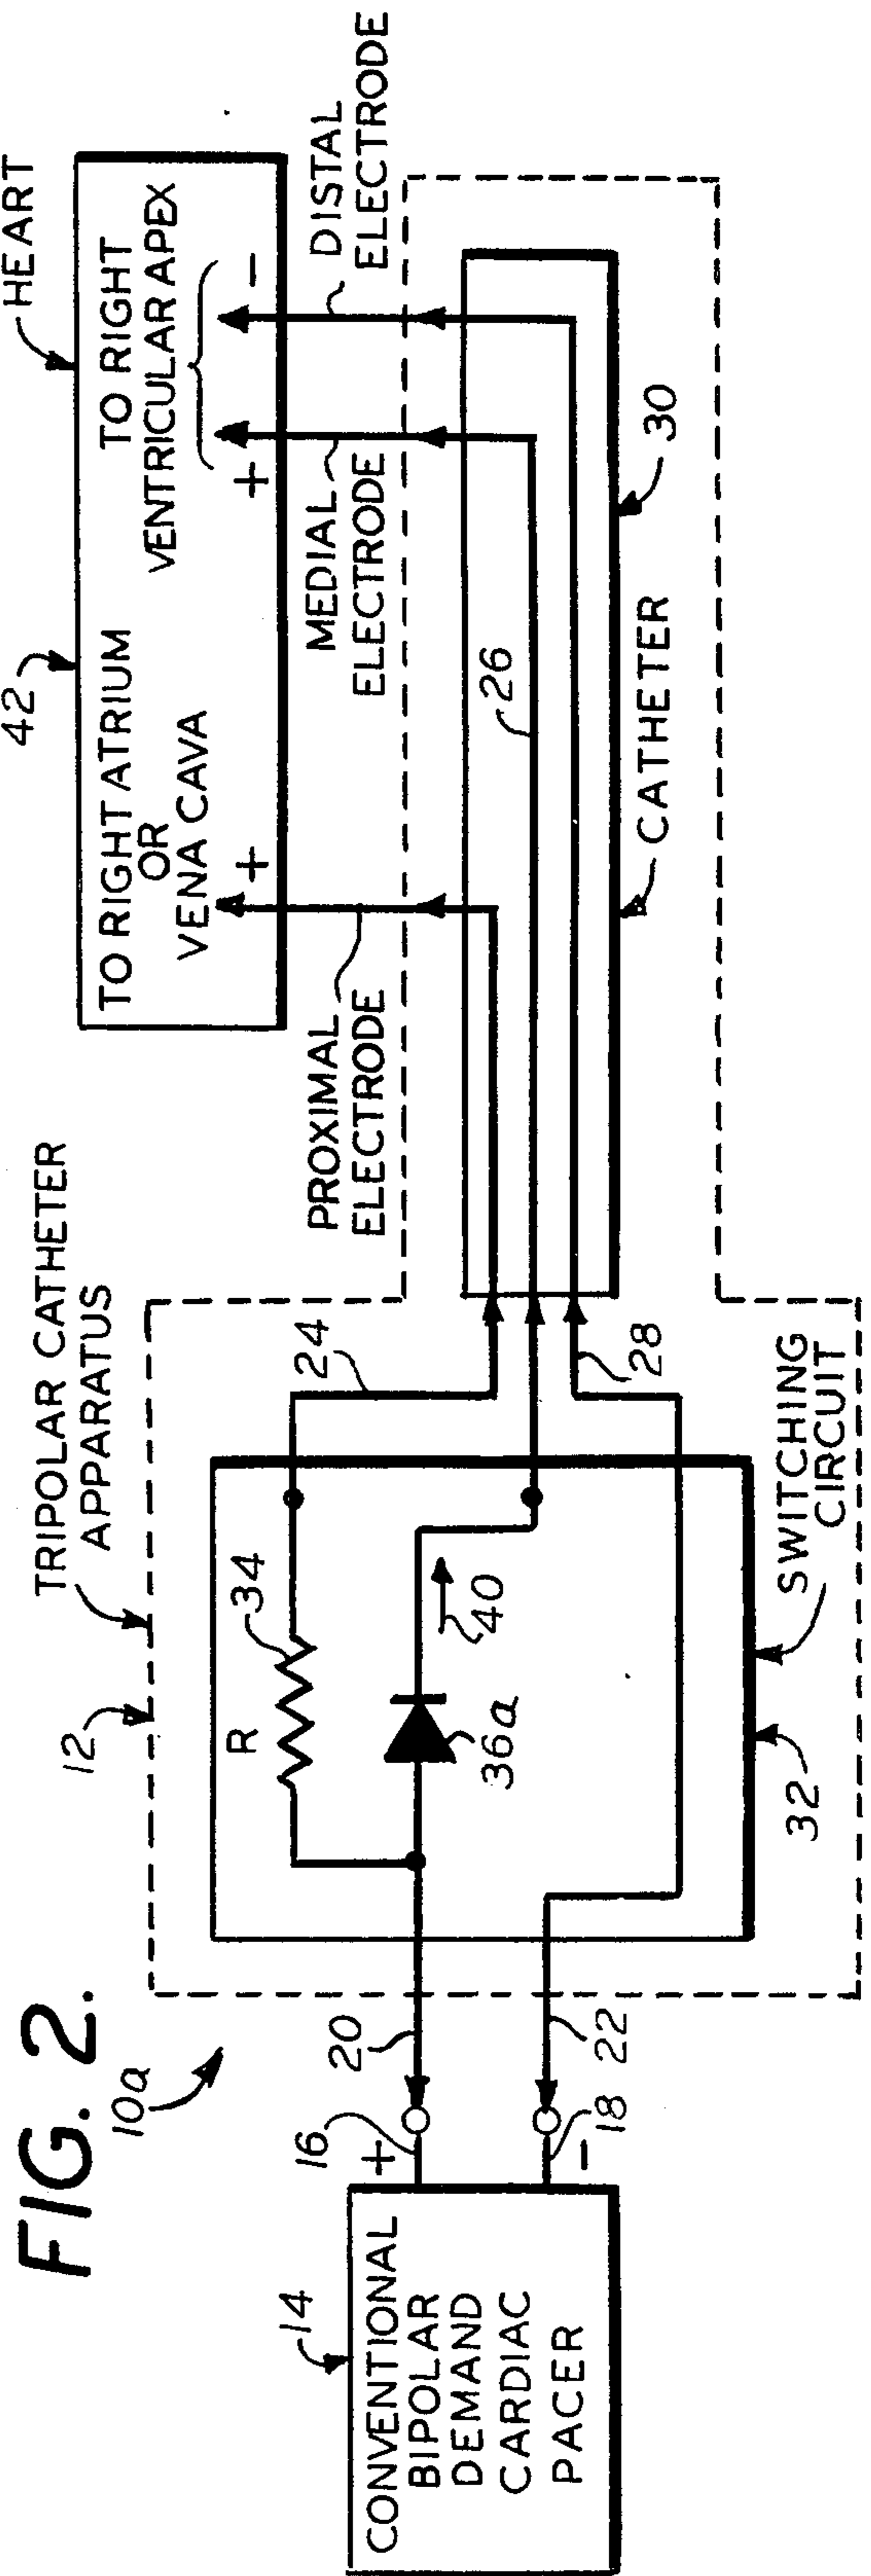 FIG. 2.
10a
14
CONVENTIONAL
BIPOLAR
DEMAND
CARDIAC
PACER
16
+
20
18
−
22
12
TRIPOLAR CATHETER
APPARATUS
R
34
36a
40
32
SWITCHING
CIRCUIT
24
28
26
CATHETER
30
PROXIMAL
ELECTRODE
MEDIAL
ELECTRODE
DISTAL
ELECTRODE
42
HEART
TO RIGHT ATRIUM
OR
VENA CAVA
+
TO RIGHT
VENTRICULAR APEX
+
−